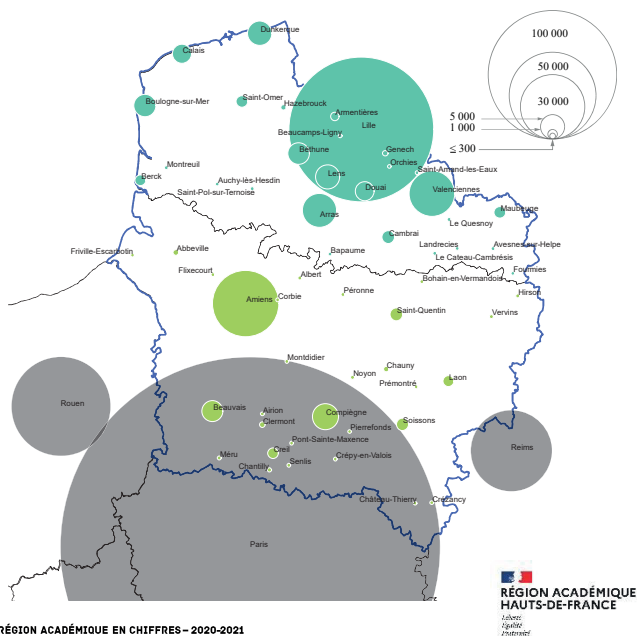 Dunkerque
100 000
Calais
50 000
Saint-Omer
Boulogne-sur-Mer
Hazebrouck
30 000
Armentières
5 000
Lille
1 000
Beaucamps-Ligny
≤ 300
Béthune
Genech
Orchies
Montreuil
Saint-Amand-les-Eaux
Lens
Berck
Auchy-lès-Hesdin
Douai
Valenciennes
Saint-Pol-sur-Ternoise
Arras
Maubeuge
Le Quesnoy
Cambrai
Landrecies
Avesnes-sur-Helpe
Friville-Escarbotin
Abbeville
Bapaume
Le Cateau-Cambrésis
Flixecourt
Albert
Fourmies
Bohain-en-Vermandois
Péronne
Hirson
Amiens
Corbie
Saint-Quentin
Vervins
Montdidier
Chauny
Noyon
Laon
Prémontré
Rouen
Beauvais
Airion
Compiègne
Clermont
Soissons
Pierrefonds
Pont-Sainte-Maxence
Reims
Creil
Méru
Senlis
Crépy-en-Valois
Chantilly
Château-Thierry
Crézancy
Paris
RÉGION ACADÉMIQUE
HAUTS-DE-FRANCE
Liberté
Égalité
Fraternité
RÉGION ACADÉMIQUE EN CHIFFRES – 2020-2021